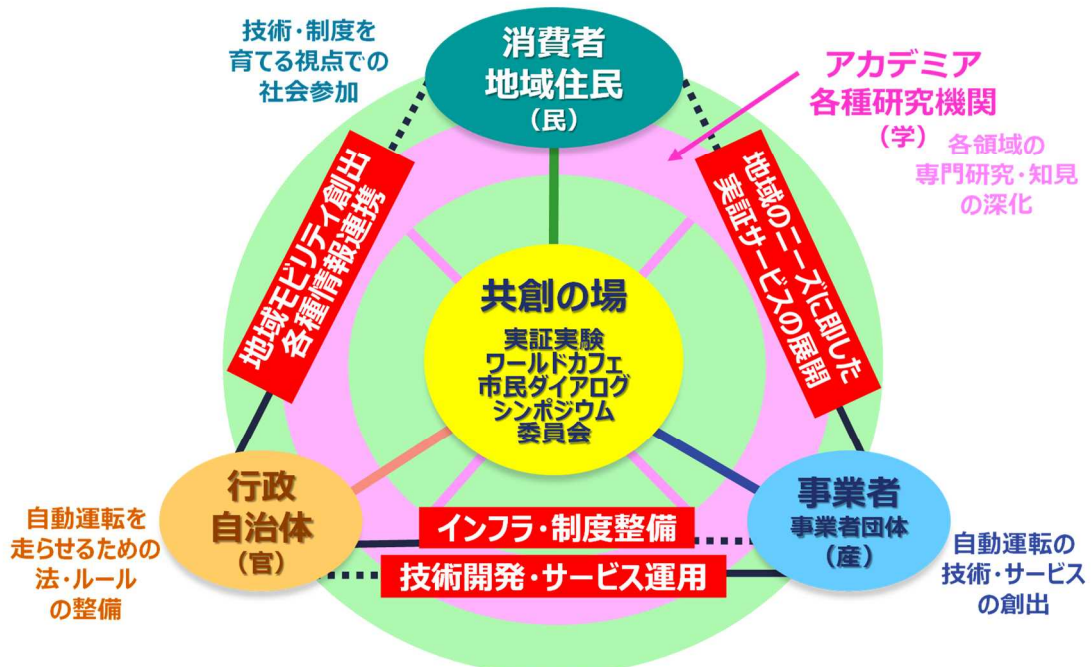 技術・制度を
育てる視点での
社会参加
消費者
地域住民
（民）
アカデミア
各種研究機関
（学）
各領域の
専門研究・知見
の深化
地域モビリティ創出
各種情報連携
地域のニーズに即した
実証サービスの展開
共創の場
実証実験
ワールドカフェ
市民ダイアログ
シンポジウム
委員会
行政
自治体
（官）
自動運転を
走らせるための
法・ルール
の整備
インフラ・制度整備
技術開発・サービス運用
事業者
事業者団体
（産）
自動運転の
技術・サービス
の創出